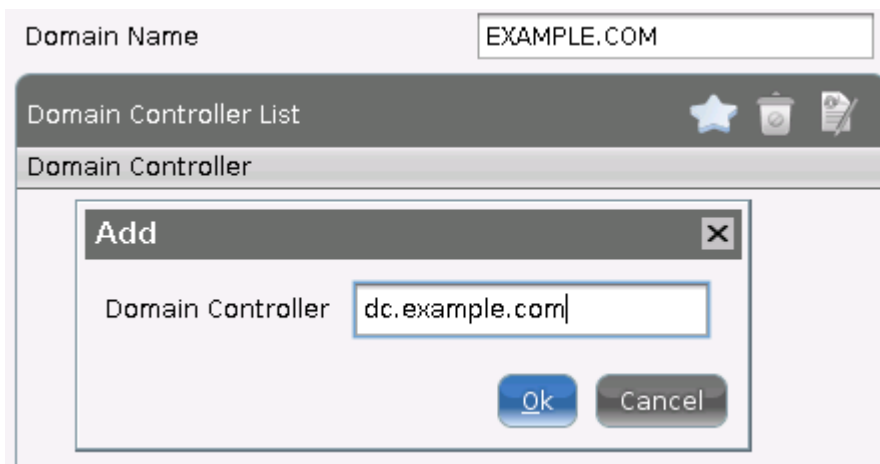 Domain Name EXAMPLE.COM
Domain Controller List
Domain Controller
Add
Domain Controller dc.example.com
Ok Cancel